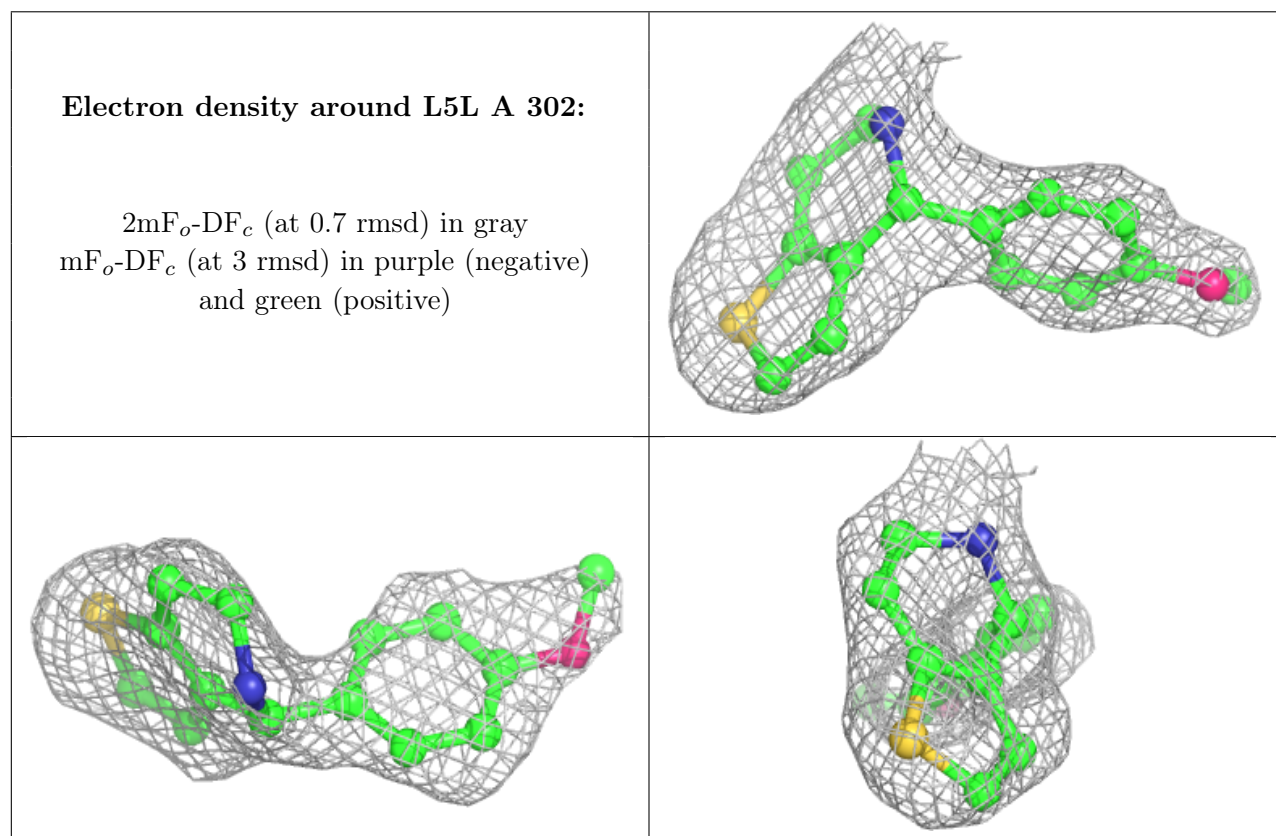 Electron density around L5L A 302:
2mFo-DFc (at 0.7 rmsd) in gray
mFo-DFc (at 3 rmsd) in purple (negative)
and green (positive)